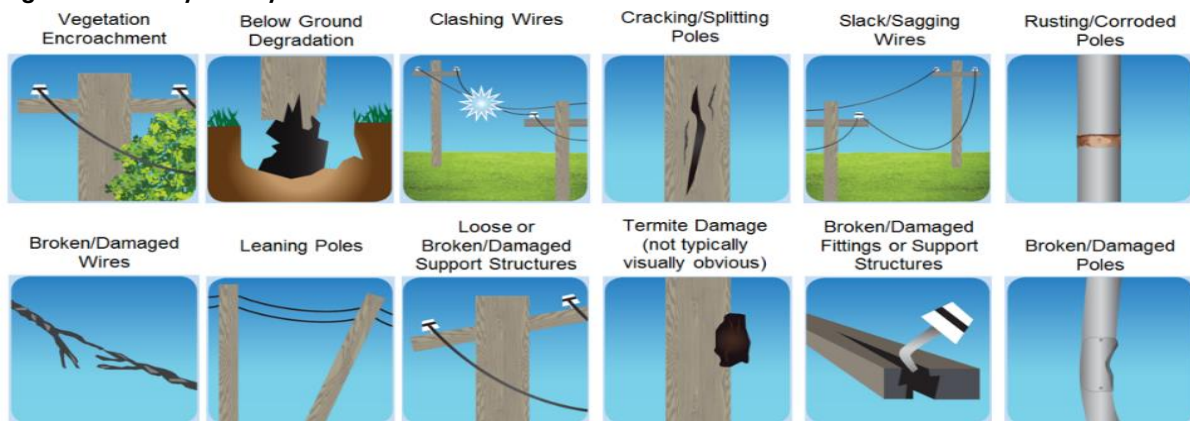 Vegetation
Encroachment
Below Ground
Degradation
Clashing Wires
Cracking/Splitting
Poles
Slack/Sagging
Wires
Rusting/Corroded
Poles
Broken/Damaged
Wires
Leaning Poles
Loose or
Broken/Damaged
Support Structures
Termite Damage
(not typically
visually obvious)
Broken/Damaged
Fittings or Support
Structures
Broken/Damaged
Poles